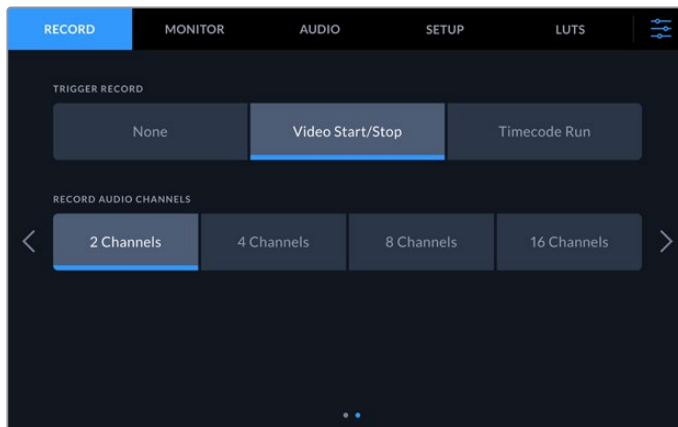 RECORD MONITOR AUDIO SETUP LUTS
TRIGGER RECORD
None Video Start/Stop Timecode Run
RECORD AUDIO CHANNELS
2 Channels 4 Channels 8 Channels 16 Channels